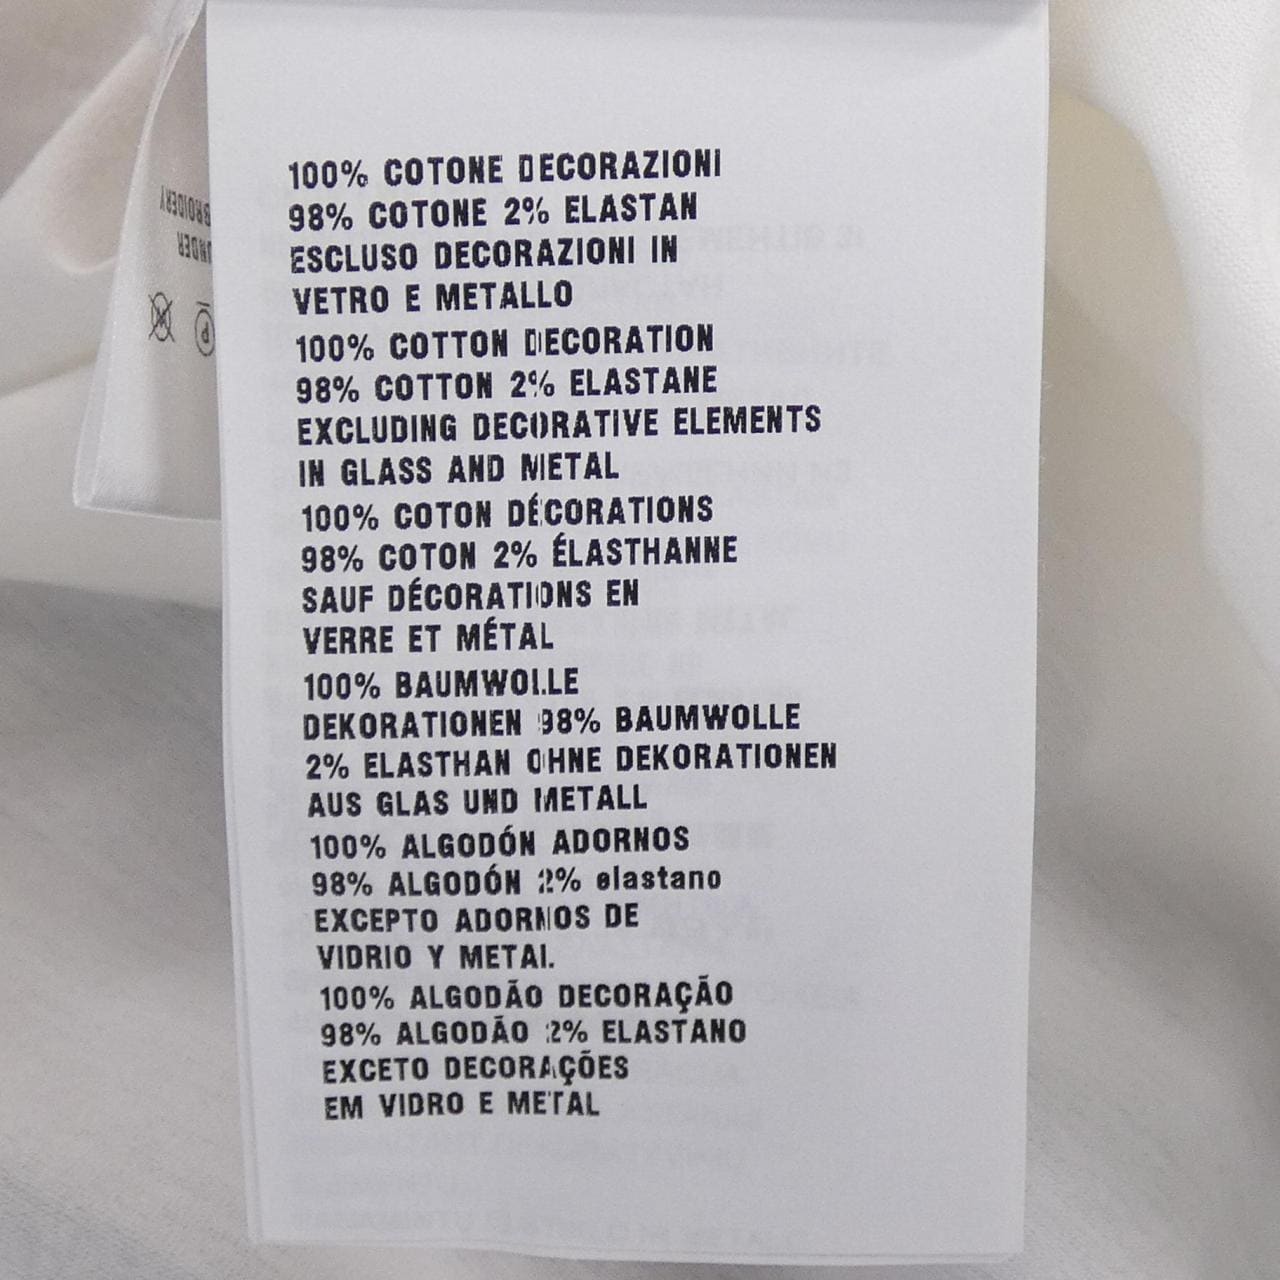 100% COTONE DECORAZIONI
98% COTONE 2% ELASTAN
ESCLUSO DECORAZIONI IN
VETRO E METALLO
100% COTTON DECORATION
98% COTTON 2% ELASTANE
EXCLUDING DECORATIVE ELEMENTS
IN GLASS AND METAL
100% COTON DÉCORATIONS
98% COTON 2% ÉLASTHANNE
SAUF DÉCORATIONS EN
VERRE ET MÉTAL
100% BAUMWOLLE
DEKORATIONEN 98% BAUMWOLLE
2% ELASTHAN OHNE DEKORATIONEN
AUS GLAS UND METALL
100% ALGODÓN ADORNOS
98% ALGODÓN 2% elastano
EXCEPTO ADORNOS DE
VIDRIO Y METAL
100% ALGODÃO DECORAÇÃO
98% ALGODÃO 2% ELASTANO
EXCETO DECORAÇÕES
EM VIDRO E METAL
UNDER
P